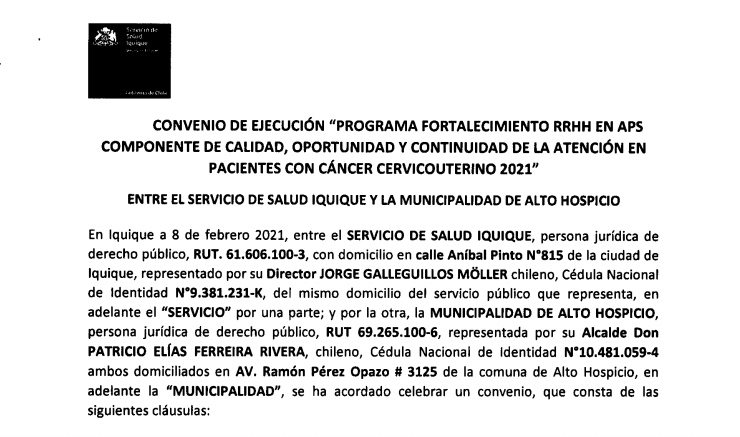 Servicio de
Salud
Iquique
Gobierno de Chile
CONVENIO DE EJECUCIÓN “PROGRAMA FORTALECIMIENTO RRHH EN APS
COMPONENTE DE CALIDAD, OPORTUNIDAD Y CONTINUIDAD DE LA ATENCIÓN EN
PACIENTES CON CÁNCER CERVICOUTERINO 2021”
ENTRE EL SERVICIO DE SALUD IQUIQUE Y LA MUNICIPALIDAD DE ALTO HOSPICIO
En Iquique a 8 de febrero 2021, entre el SERVICIO DE SALUD IQUIQUE, persona jurídica de
derecho público, RUT. 61.606.100-3, con domicilio en calle Aníbal Pinto N°815 de la ciudad de
Iquique, representado por su Director JORGE GALLEGUILLOS MÖLLER chileno, Cédula Nacional
de Identidad N°9.381.231-K, del mismo domicilio del servicio público que representa, en
adelante el “SERVICIO” por una parte; y por la otra, la MUNICIPALIDAD DE ALTO HOSPICIO,
persona jurídica de derecho público, RUT 69.265.100-6, representada por su Alcalde Don
PATRICIO ELÍAS FERREIRA RIVERA, chileno, Cédula Nacional de Identidad N°10.481.059-4
ambos domiciliados en AV. Ramón Pérez Opazo # 3125 de la comuna de Alto Hospicio, en
adelante la “MUNICIPALIDAD”, se ha acordado celebrar un convenio, que consta de las
siguientes cláusulas: